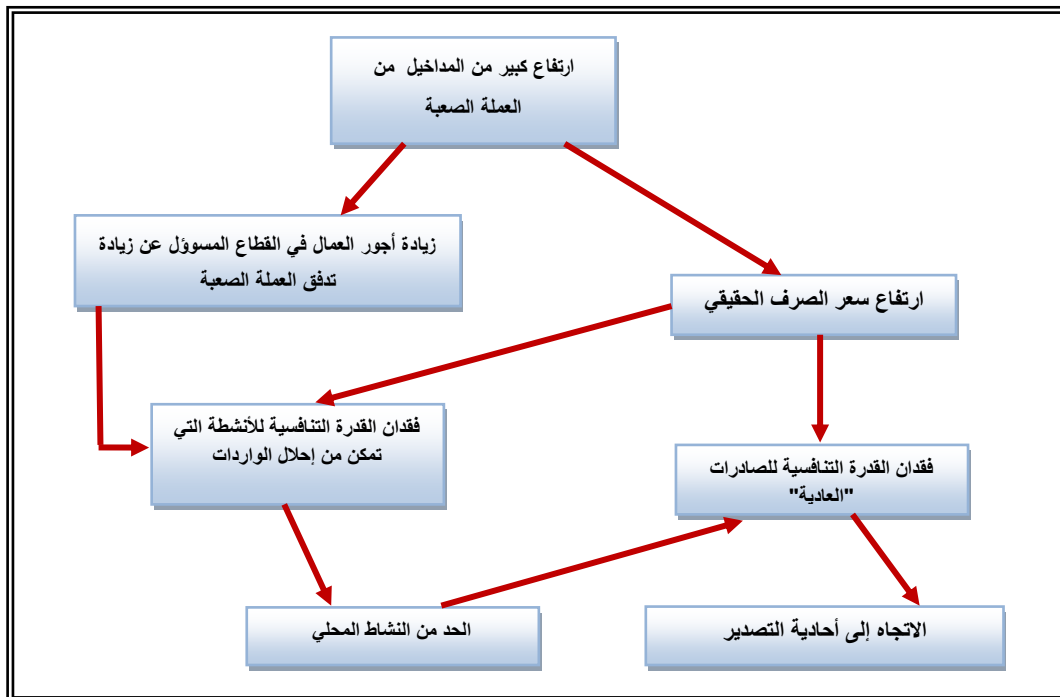 ارتفاع كبير من المداخيل من
العملة الصعبة
زيادة أجور العمال في القطاع المسوؤل عن زيادة
تدفق العملة الصعبة
ارتفاع سعر الصرف الحقيقي
فقدان القدرة التنافسية للأنشطة التي
تمكن من إحلال الواردات
فقدان القدرة التنافسية للصادرات
"العادية"
الحد من النشاط المحلي
الاتجاه إلى أحادية التصدير